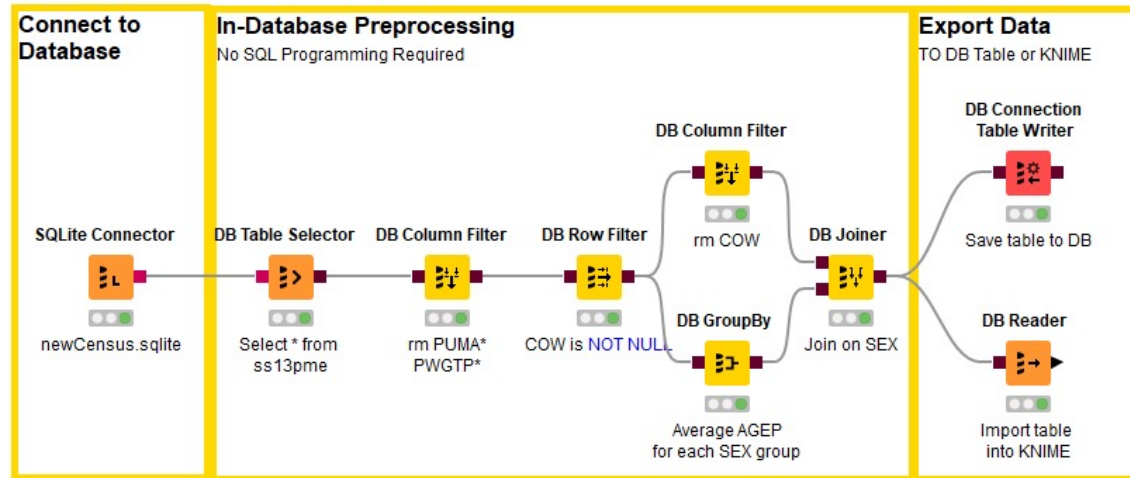 Connect to
Database
In-Database Preprocessing
No SQL Programming Required
Export Data
TO DB Table or KNIME
DB Connection
Table Writer
Save table to DB
DB Column Filter
rm COW
SQLite Connector
newCensus.sqlite
DB Table Selector
Select * from
ss13pme
DB Column Filter
rm PUMA*
PWGTP*
DB Row Filter
COW is NOT NULL
DB Joiner
Join on SEX
DB GroupBy
Average AGEP
for each SEX group
DB Reader
Import table
into KNIME